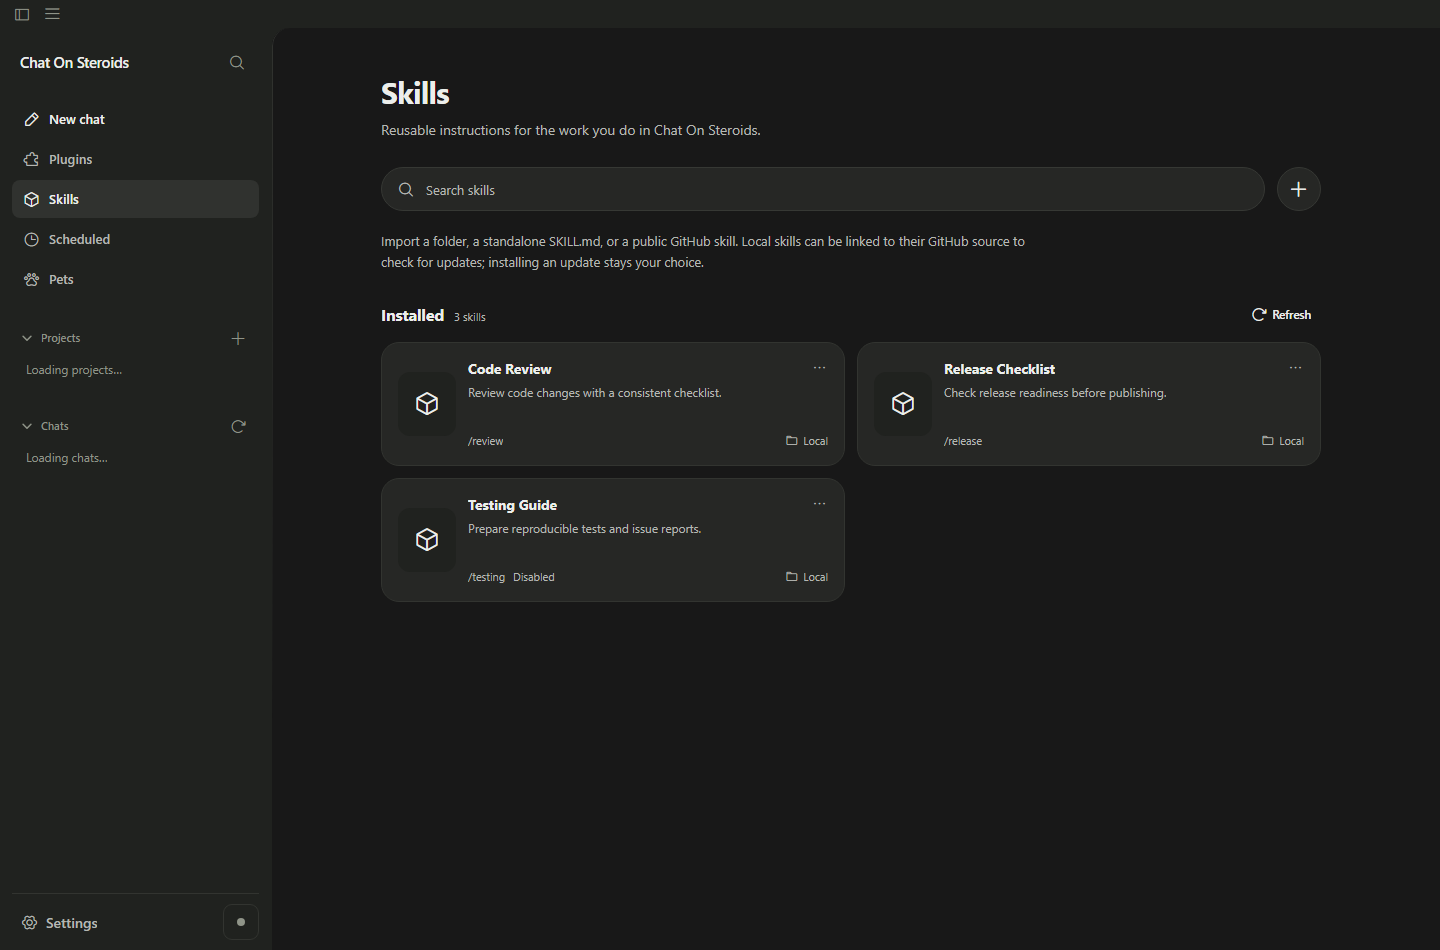 Chat On Steroids
New chat
Plugins
Skills
Scheduled
Pets
Projects
Loading projects...
Chats
Loading chats...
Settings
Skills
Reusable instructions for the work you do in Chat On Steroids.
Search skills
Import a folder, a standalone SKILL.md, or a public GitHub skill. Local skills can be linked to their GitHub source to
check for updates; installing an update stays your choice.
Installed 3 skills
Refresh
Code Review
Review code changes with a consistent checklist.
/review
Local
Release Checklist
Check release readiness before publishing.
/release
Local
Testing Guide
Prepare reproducible tests and issue reports.
/testing Disabled
Local